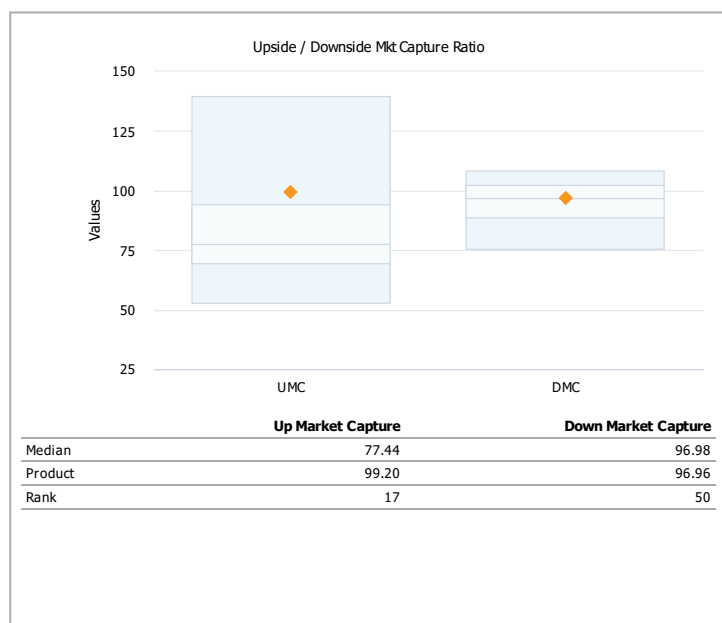 Upside / Downside Mkt Capture Ratio
150
125
100
75
50
25
Values
UMC DMC
Up Market Capture Down Market Capture
Median 77.44 96.98
Product 99.20 96.96
Rank 17 50